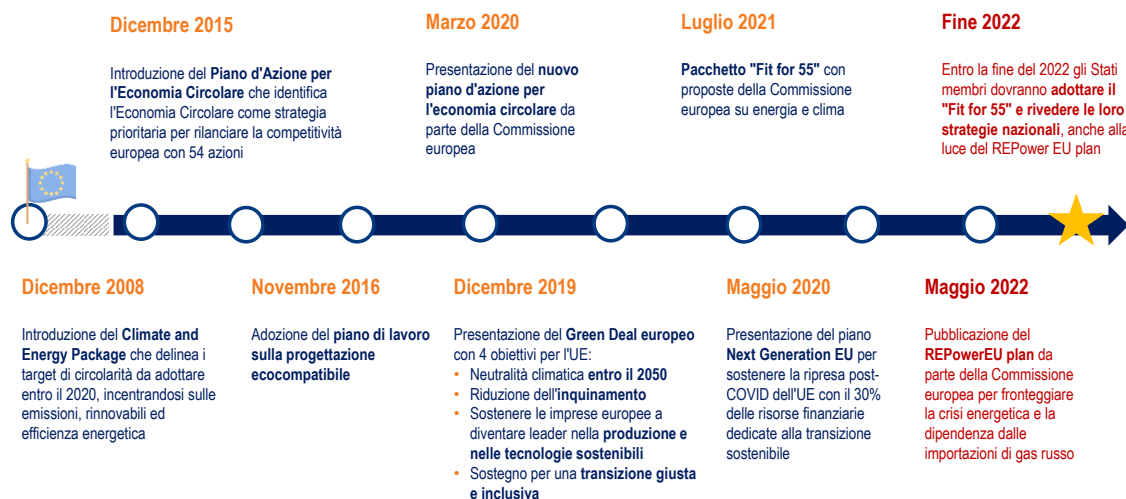 Dicembre 2015
Introduzione del Piano d'Azione per
l'Economia Circolare che identifica
l'Economia Circolare come strategia
prioritaria per rilanciare la competitività
europea con 54 azioni
Marzo 2020
Presentazione del nuovo
piano d'azione per
l'economia circolare da
parte della Commissione
europea
Luglio 2021
Pacchetto "Fit for 55" con
proposte della Commissione
europea su energia e clima
Fine 2022
Entro la fine del 2022 gli Stati
membri dovranno adottare il
"Fit for 55" e rivedere le loro
strategie nazionali, anche alla
luce del REPower EU plan
Dicembre 2008
Introduzione del Climate and
Energy Package che delinea i
target di circolarità da adottare
entro il 2020, incentrandosi sulle
emissioni, rinnovabili ed
efficienza energetica
Novembre 2016
Adozione del piano di lavoro
sulla progettazione
ecocompatibile
Dicembre 2019
Presentazione del Green Deal europeo
con 4 obiettivi per l'UE:
• Neutralità climatica entro il 2050
• Riduzione dell'inquinamento
• Sostenere le imprese europee a
diventare leader nella produzione e
nelle tecnologie sostenibili
• Sostegno per una transizione giusta
e inclusiva
Maggio 2020
Presentazione del piano
Next Generation EU per
sostenere la ripresa post-
COVID dell'UE con il 30%
delle risorse finanziarie
dedicate alla transizione
sostenibile
Maggio 2022
Pubblicazione del
REPowerEU plan da
parte della Commissione
europea per fronteggiare
la crisi energetica e la
dipendenza dalle
importazioni di gas russo